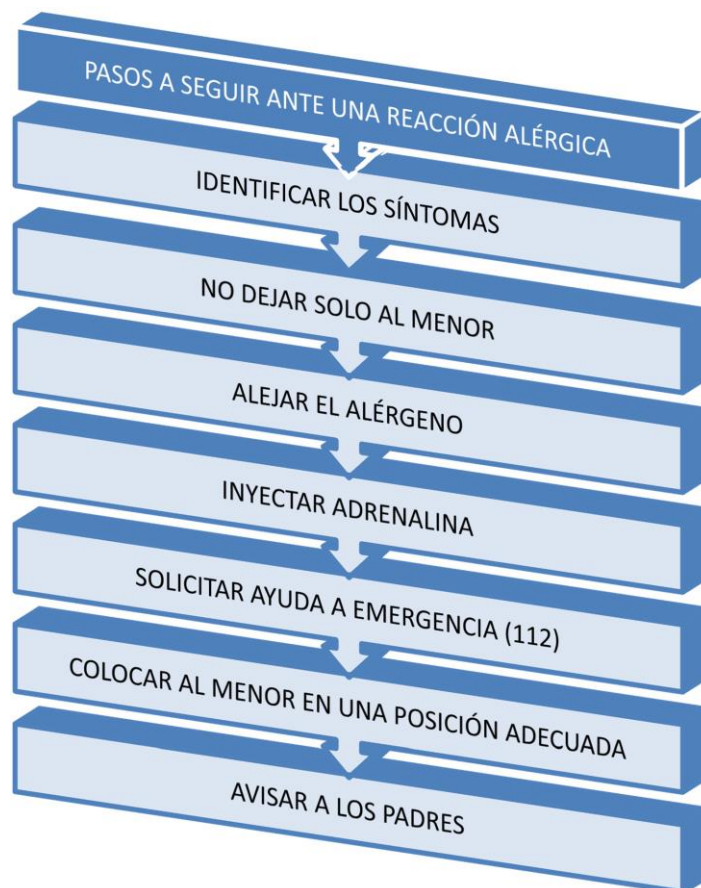 PASOS A SEGUIR ANTE UNA REACCIÓN ALÉRGICA
IDENTIFICAR LOS SÍNTOMAS
NO DEJAR SOLO AL MENOR
ALEJAR EL ALÉRGENO
INYECTAR ADRENALINA
SOLICITAR AYUDA A EMERGENCIA (112)
COLOCAR AL MENOR EN UNA POSICIÓN ADECUADA
AVISAR A LOS PADRES